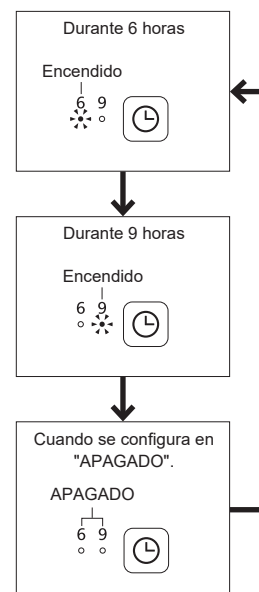 Durante 6 horas
Encendido
6 9
Durante 9 horas
Encendido
6 9
Cuando se configura en
"APAGADO".
APAGADO
6 9